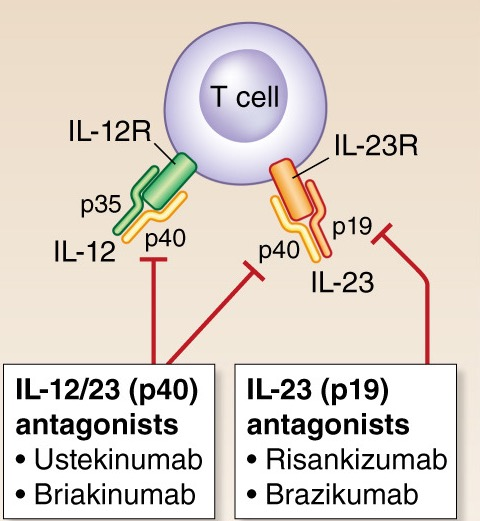 T cell
IL-12R
IL-23R
p35
p40
IL-12
p19
p40
IL-23
IL-12/23 (p40)
antagonists
• Ustekinumab
• Briakinumab
IL-23 (p19)
antagonists
• Risankizumab
• Brazikumab